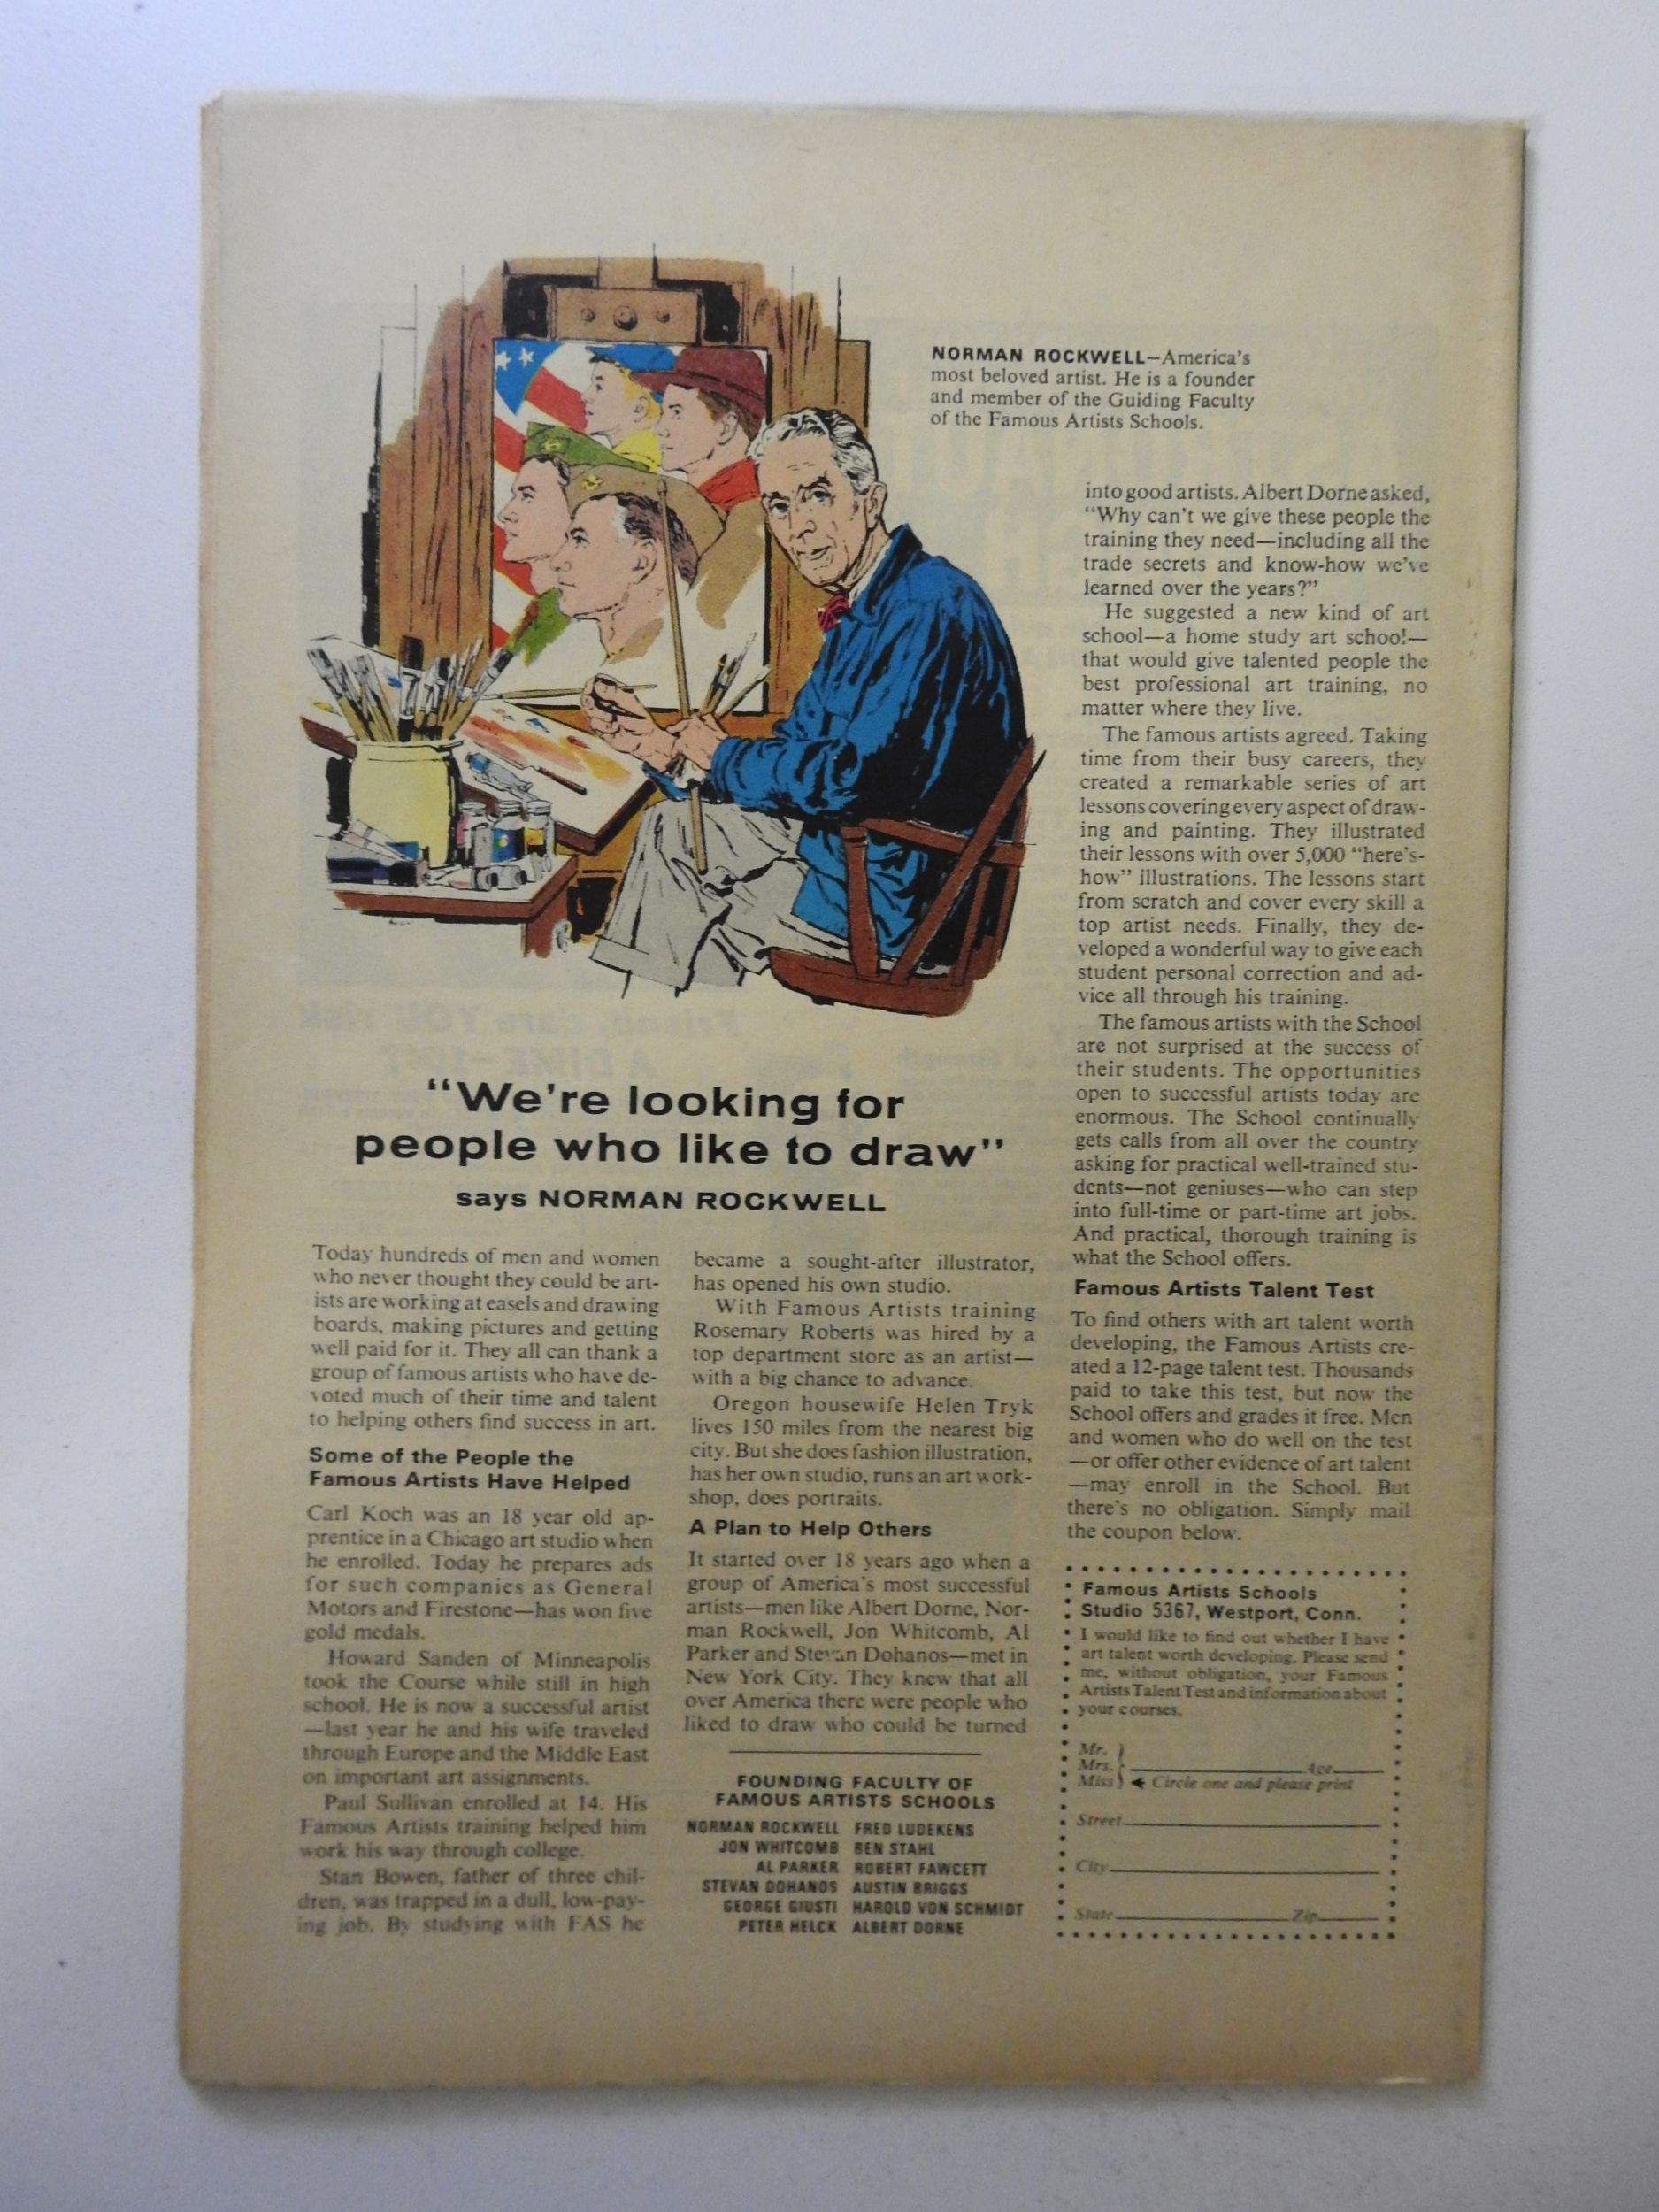 NORMAN ROCKWELL—America's
most beloved artist. He is a founder
and member of the Guiding Faculty
of the Famous Artists Schools.
"We're looking for
people who like to draw"
says NORMAN ROCKWELL
Today hundreds of men and women
who never thought they could be art-
ists are working at easels and drawing
boards, making pictures and getting
well paid for it. They all can thank a
group of famous artists who have de-
voted much of their time and talent
to helping others find success in art.
Some of the People the
Famous Artists Have Helped
Carl Koch was an 18 year old ap-
prentice in a Chicago art studio when
he enrolled. Today he prepares ads
for such companies as General
Motors and Firestone—has won five
gold medals.
Howard Sanden of Minneapolis
took the Course while still in high
school. He is now a successful artist
—last year he and his wife traveled
through Europe and the Middle East
on important art assignments.
Paul Sullivan enrolled at 14. His
Famous Artists training helped him
work his way through college.
Stan Bowen, father of three chil-
dren, was trapped in a dull, low-pay-
ing job. By studying with FAS he
became a sought-after illustrator,
has opened his own studio.
With Famous Artists training
Rosemary Roberts was hired by a
top department store as an artist—
with a big chance to advance.
Oregon housewife Helen Tryk
lives 150 miles from the nearest big
city. But she does fashion illustration,
has her own studio, runs an art work-
shop, does portraits.
A Plan to Help Others
It started over 18 years ago when a
group of America's most successful
artists—men like Albert Dorne, Nor-
man Rockwell, Jon Whitcomb, Al
Parker and Stevan Dohanos—met in
New York City. They knew that all
over America there were people who
liked to draw who could be turned
FOUNDING FACULTY OF
FAMOUS ARTISTS SCHOOLS
NORMAN ROCKWELL FRED LUDEKENS
JON WHITCOMB BEN STAHL
AL PARKER ROBERT FAWCETT
STEVAN DOHANOS AUSTIN BRIGGS
GEORGE GIUSTI HAROLD VON SCHMIDT
PETER HELCK ALBERT DORNE
into good artists. Albert Dorne asked,
"Why can't we give these people the
training they need—including all the
trade secrets and know-how we've
learned over the years?"
He suggested a new kind of art
school—a home study art school—
that would give talented people the
best professional art training, no
matter where they live.
The famous artists agreed. Taking
time from their busy careers, they
created a remarkable series of art
lessons covering every aspect of draw-
ing and painting. They illustrated
their lessons with over 5,000 "here's-
how" illustrations. The lessons start
from scratch and cover every skill a
top artist needs. Finally, they de-
veloped a wonderful way to give each
student personal correction and ad-
vice all through his training.
The famous artists with the School
are not surprised at the success of
their students. The opportunities
open to successful artists today are
enormous. The School continually
gets calls from all over the country
asking for practical well-trained stu-
dents—not geniuses—who can step
into full-time or part-time art jobs.
And practical, thorough training is
what the School offers.
Famous Artists Talent Test
To find others with art talent worth
developing, the Famous Artists cre-
ated a 12-page talent test. Thousands
paid to take this test, but now the
School offers and grades it free. Men
and women who do well on the test
—or offer other evidence of art talent
—may enroll in the School. But
there's no obligation. Simply mail
the coupon below.
Famous Artists Schools
Studio 5367, Westport, Conn.
I would like to find out whether I have
art talent worth developing. Please send
me, without obligation, your Famous
Artists Talent Test and information about
your courses.
Mr.
Mrs. Age
Miss Circle one and please print
Street
City
State Zip